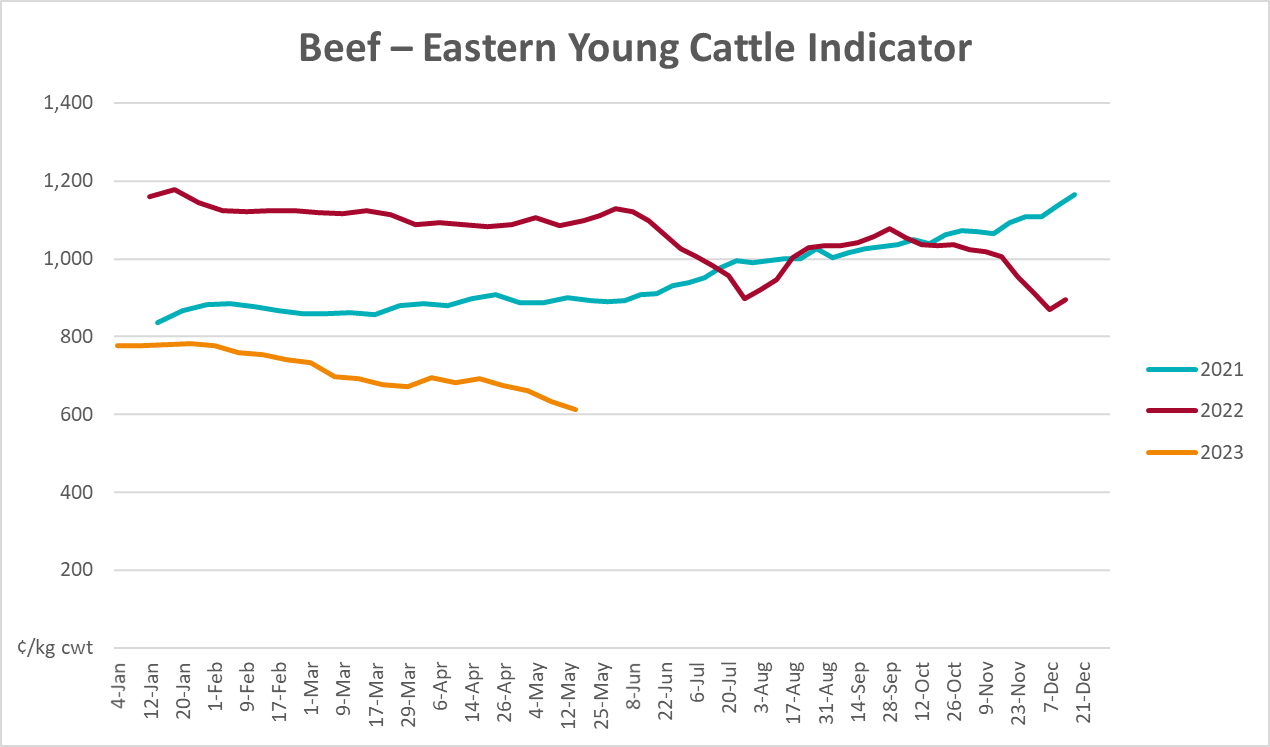 Beef – Eastern Young Cattle Indicator
1,400
1,200
1,000
800
600
400
200
¢/kg cwt
4-Jan
12-Jan
20-Jan
1-Feb
9-Feb
17-Feb
1-Mar
9-Mar
17-Mar
29-Mar
6-Apr
14-Apr
26-Apr
4-May
12-May
25-May
8-Jun
22-Jun
6-Jul
20-Jul
3-Aug
17-Aug
31-Aug
14-Sep
28-Sep
12-Oct
26-Oct
9-Nov
23-Nov
7-Dec
21-Dec
2021
2022
2023